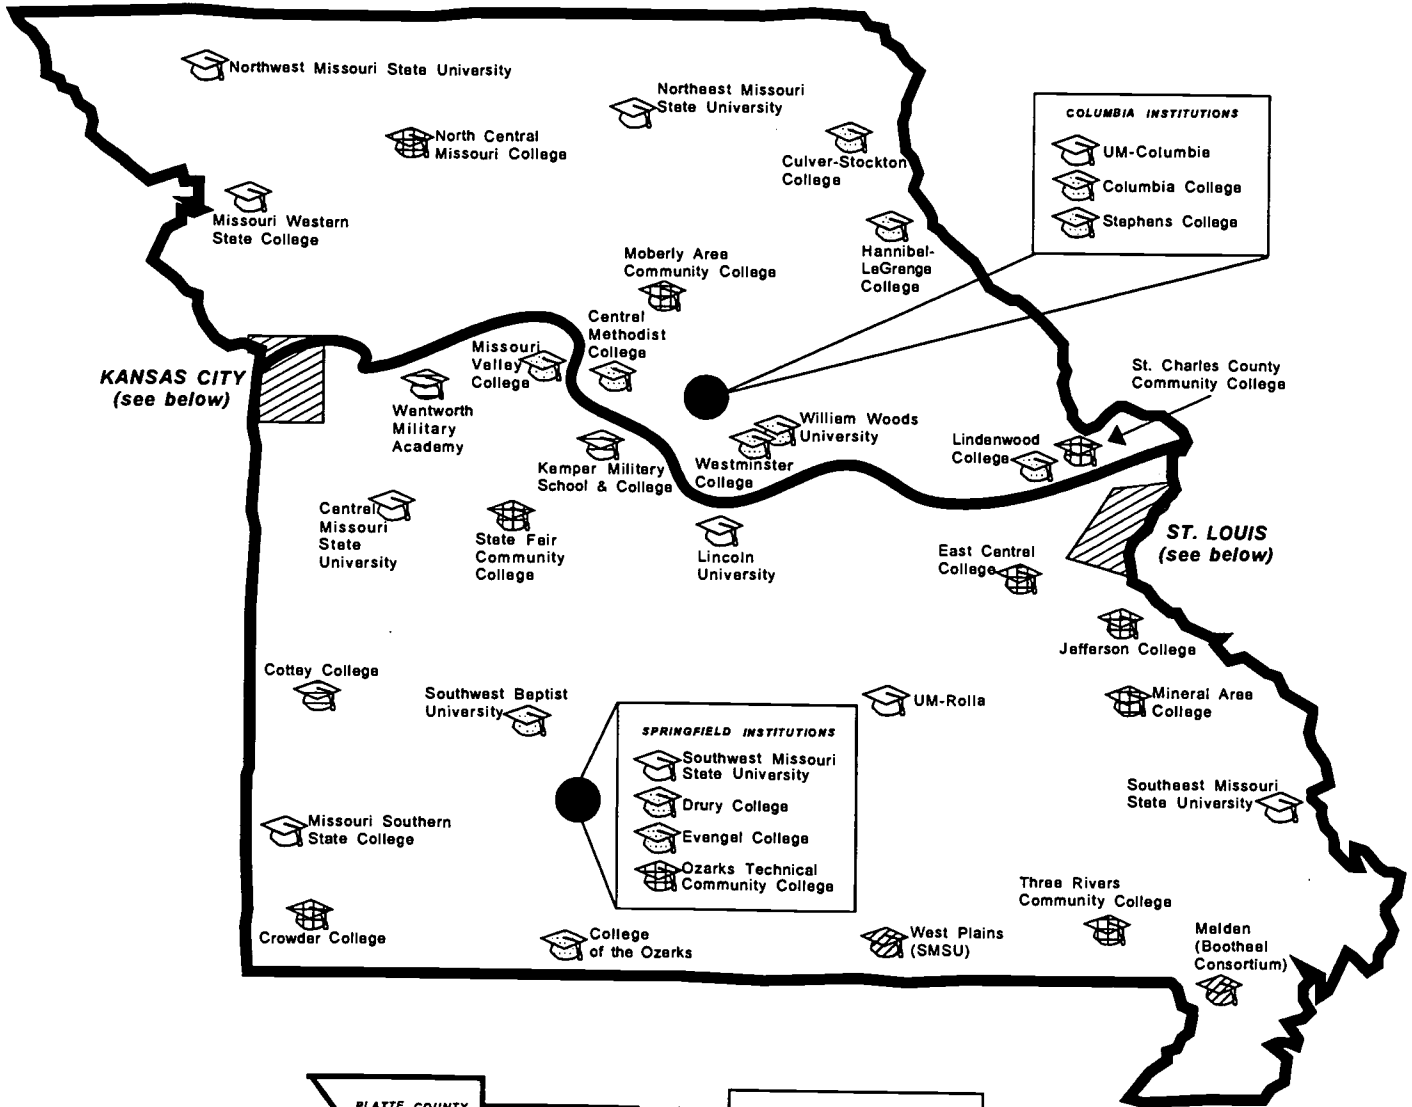 Northwest Missouri State University
Northeast Missouri
State University
North Central
Missouri College
Culver-Stockton
College
COLUMBIA INSTITUTIONS
UM-Columbia
Columbia College
Stephens College
Missouri Western
State College
Hannibal-
LaGrange
College
Moberly Area
Community College
Central
Methodist
College
Missouri
Valley
College
KANSAS CITY
(see below)
Wentworth
Military
Academy
St. Charles County
Community College
William Woods
University
Lindenwood
College
Westminster
College
Kemper Military
School & College
Central
Missouri
State
University
State Fair
Community
College
Lincoln
University
East Central
College
ST. LOUIS
(see below)
Jefferson College
Cottey College
Southwest Baptist
University
UM-Rolla
Mineral Area
College
SPRINGFIELD INSTITUTIONS
Southwest Missouri
State University
Drury College
Evangel College
Ozarks Technical
Community College
Southeast Missouri
State University
Missouri Southern
State College
Three Rivers
Community College
Crowder College
College
of the Ozarks
West Plains
(SMSU)
Malden
(Bootheel
Consortium)
PLATTE COUNTY